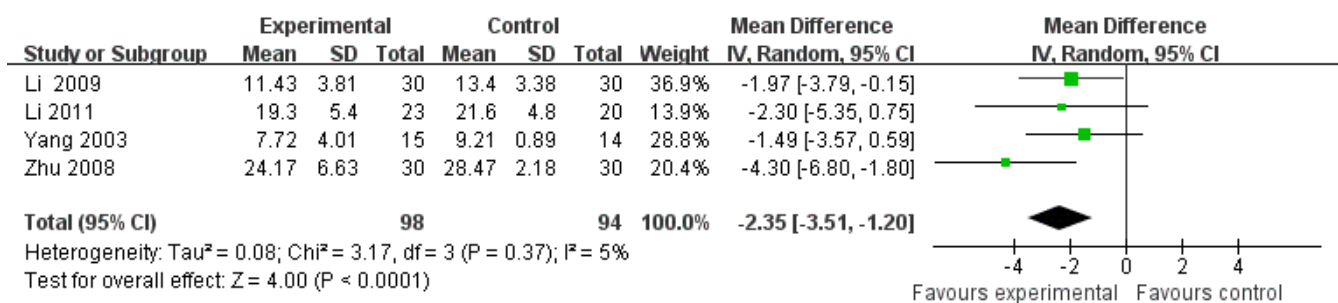 Experimental Control Mean Difference Mean Difference
Study or Subgroup Mean SD Total Mean SD Total Weight IV, Random, 95% CI IV, Random, 95% CI
Li 2009 11.43 3.81 30 13.4 3.38 30 36.9% -1.97 [-3.79, -0.15]
Li 2011 19.3 5.4 23 21.6 4.8 20 13.9% -2.30 [-5.35, 0.75]
Yang 2003 7.72 4.01 15 9.21 0.89 14 28.8% -1.49 [-3.57, 0.59]
Zhu 2008 24.17 6.63 30 28.47 2.18 30 20.4% -4.30 [-6.80, -1.80]
Total (95% CI) 98 94 100.0% -2.35 [-3.51, -1.20]
Heterogeneity: Tau² = 0.08; Chi² = 3.17, df = 3 (P = 0.37); I² = 5%
Test for overall effect: Z = 4.00 (P < 0.0001)
-4 -2 0 2 4
Favours experimental Favours control